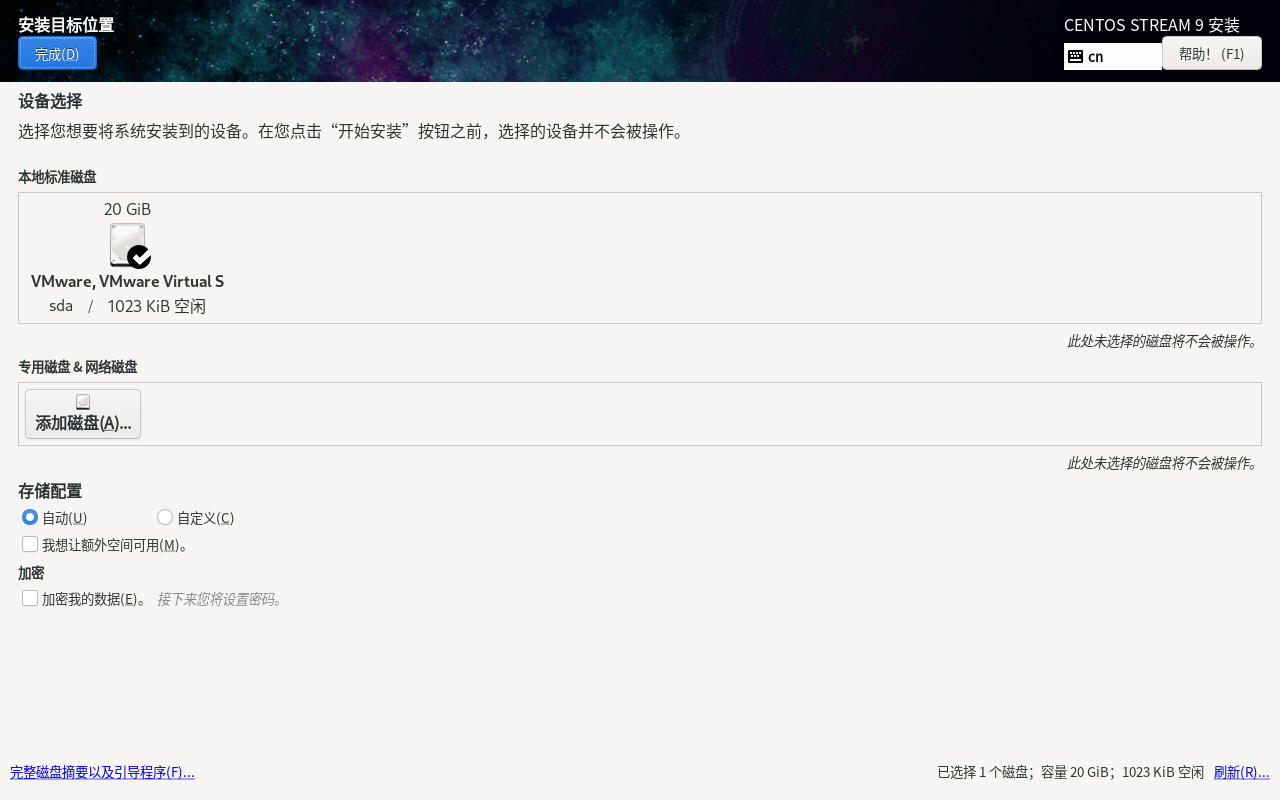 安装目标位置
CENTOS STREAM 9 安装
完成(D)
cn
帮助！ (F1)
设备选择
选择您想要将系统安装到的设备。在您点击“开始安装”按钮之前，选择的设备并不会被操作。
本地标准磁盘
20 GiB
VMware, VMware Virtual S
sda / 1023 KiB 空闲
此处未选择的磁盘将不会被操作。
专用磁盘 & 网络磁盘
添加磁盘(A)...
此处未选择的磁盘将不会被操作。
存储配置
自动(U) 自定义(C)
我想让额外空间可用(M)。
加密
加密我的数据(E)。 接下来您将设置密码。
完整磁盘摘要以及引导程序(F)... 已选择 1 个磁盘；容量 20 GiB；1023 KiB 空闲 刷新(R)...